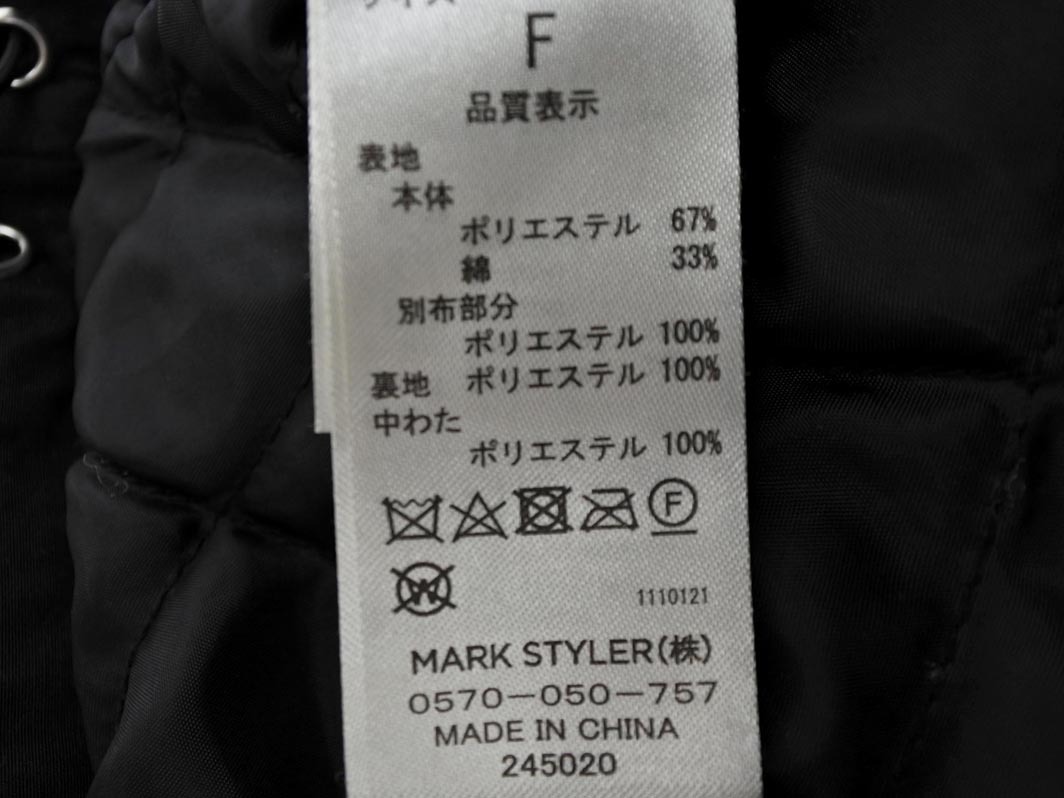 サイズ
F
品質表示
表地
本体
ポリエステル 67%
綿 33%
別布部分
ポリエステル 100%
裏地 ポリエステル 100%
中わた
ポリエステル 100%
F
W
1110121
MARK STYLER(株)
0570-050-757
MADE IN CHINA
245020